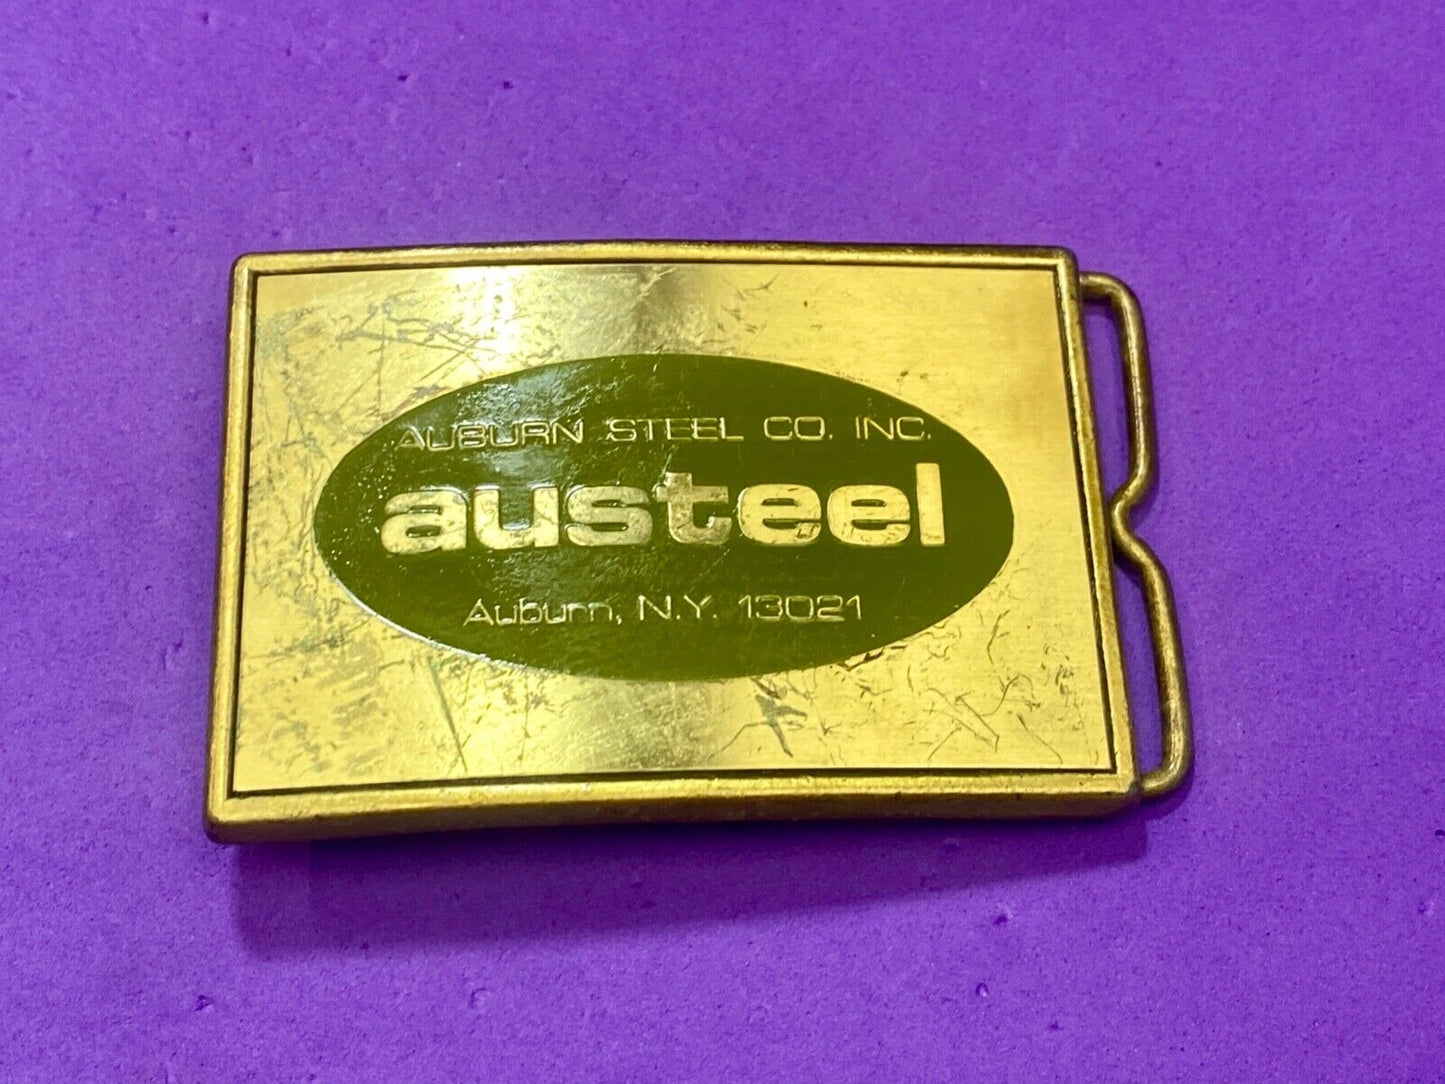 AUBURN STEEL CO. INC.
austeel
Auburn, N.Y. 13021